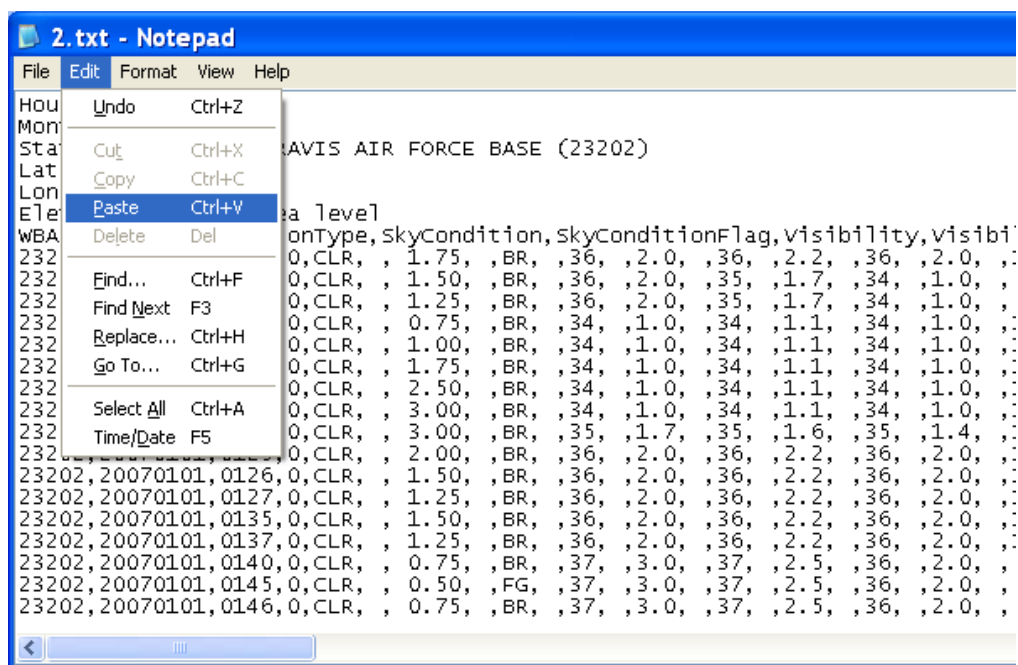 2.txt - Notepad
File Edit Format View Help
Undo Ctrl+Z
Cut Ctrl+X
Copy Ctrl+C
Paste Ctrl+V
Delete Del
Find... Ctrl+F
Find Next F3
Replace... Ctrl+H
Go To... Ctrl+G
Select All Ctrl+A
Time/Date F5
Hou
Mon
Sta RAVIS AIR FORCE BASE (23202)
Lat
Lon
Ele ea level
WBA onType,SkyCondition,SkyConditionFlag,Visibility,Visibil
232 0,CLR, , 1.75, ,BR, ,36, ,2.0, ,36, ,2.2, ,36, ,2.0, ,
232 0,CLR, , 1.50, ,BR, ,36, ,2.0, ,35, ,1.7, ,34, ,1.0, ,
232 0,CLR, , 1.25, ,BR, ,36, ,2.0, ,35, ,1.7, ,34, ,1.0, ,
232 0,CLR, , 0.75, ,BR, ,34, ,1.0, ,34, ,1.1, ,34, ,1.0, ,
232 0,CLR, , 1.00, ,BR, ,34, ,1.0, ,34, ,1.1, ,34, ,1.0, ,
232 0,CLR, , 1.75, ,BR, ,34, ,1.0, ,34, ,1.1, ,34, ,1.0, ,
232 0,CLR, , 2.50, ,BR, ,34, ,1.0, ,34, ,1.1, ,34, ,1.0, ,
232 0,CLR, , 3.00, ,BR, ,34, ,1.0, ,34, ,1.1, ,34, ,1.0, ,
232 0,CLR, , 3.00, ,BR, ,35, ,1.7, ,35, ,1.6, ,35, ,1.4, ,
232 0,CLR, , 2.00, ,BR, ,36, ,2.0, ,36, ,2.2, ,36, ,2.0, ,
23202,20070101,0126,0,CLR, , 1.50, ,BR, ,36, ,2.0, ,36, ,2.2, ,36, ,2.0, ,
23202,20070101,0127,0,CLR, , 1.25, ,BR, ,36, ,2.0, ,36, ,2.2, ,36, ,2.0, ,
23202,20070101,0135,0,CLR, , 1.50, ,BR, ,36, ,2.0, ,36, ,2.2, ,36, ,2.0, ,
23202,20070101,0137,0,CLR, , 1.25, ,BR, ,36, ,2.0, ,36, ,2.2, ,36, ,2.0, ,
23202,20070101,0140,0,CLR, , 0.75, ,BR, ,37, ,3.0, ,37, ,2.5, ,36, ,2.0, ,
23202,20070101,0145,0,CLR, , 0.50, ,FG, ,37, ,3.0, ,37, ,2.5, ,36, ,2.0, ,
23202,20070101,0146,0,CLR, , 0.75, ,BR, ,37, ,3.0, ,37, ,2.5, ,36, ,2.0, ,